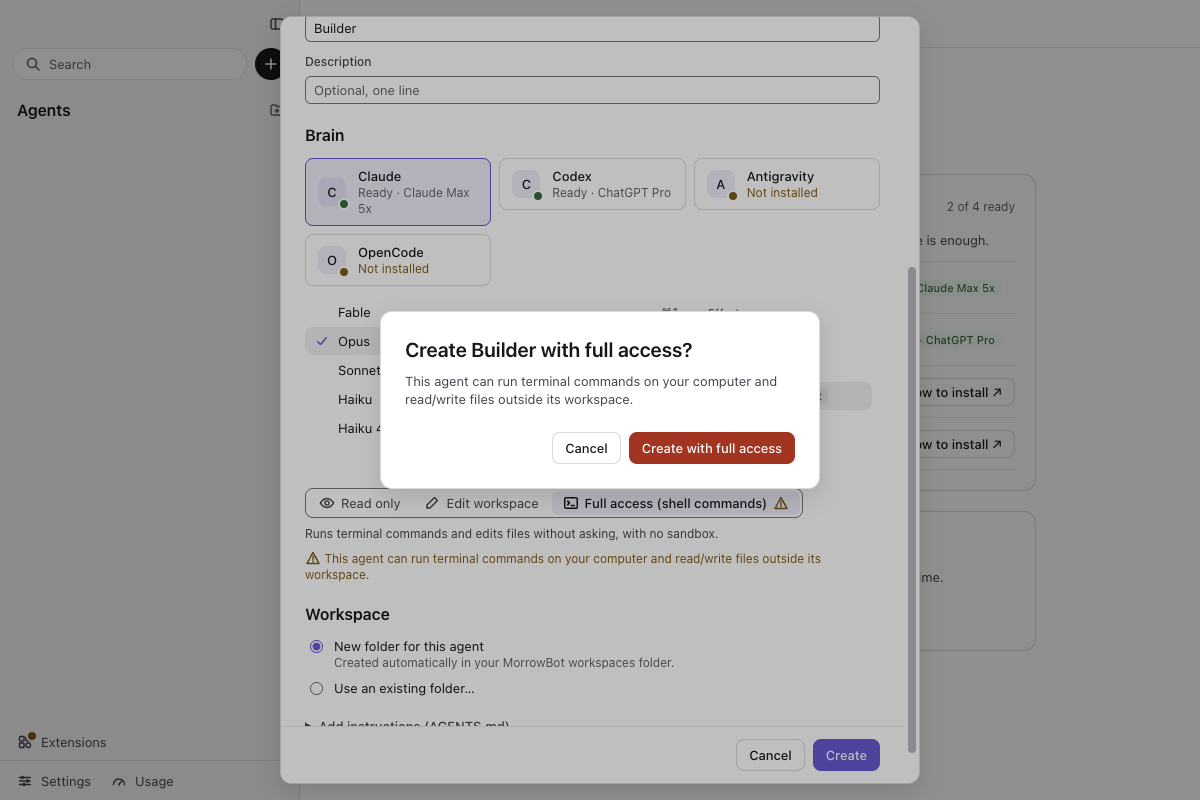 Builder
Search
Description
Optional, one line
Agents
Brain
C
Claude
Ready · Claude Max
5x
C
Codex
Ready · ChatGPT Pro
A
Antigravity
Not installed
2 of 4 ready
is enough.
O
OpenCode
Not installed
Claude Max 5x
Fable
Opus
ChatGPT Pro
Sonnet
Haiku
Haiku
Create Builder with full access?
This agent can run terminal commands on your computer and
read/write files outside its workspace.
Cancel
Create with full access
to install ↗
to install ↗
Read only
Edit workspace
Full access (shell commands)
Runs terminal commands and edits files without asking, with no sandbox.
This agent can run terminal commands on your computer and read/write files outside its
workspace.
Workspace
New folder for this agent
Created automatically in your MorrowBot workspaces folder.
Use an existing folder...
Add instructions (AGENTS.md)
Extensions
Settings
Usage
Cancel
Create